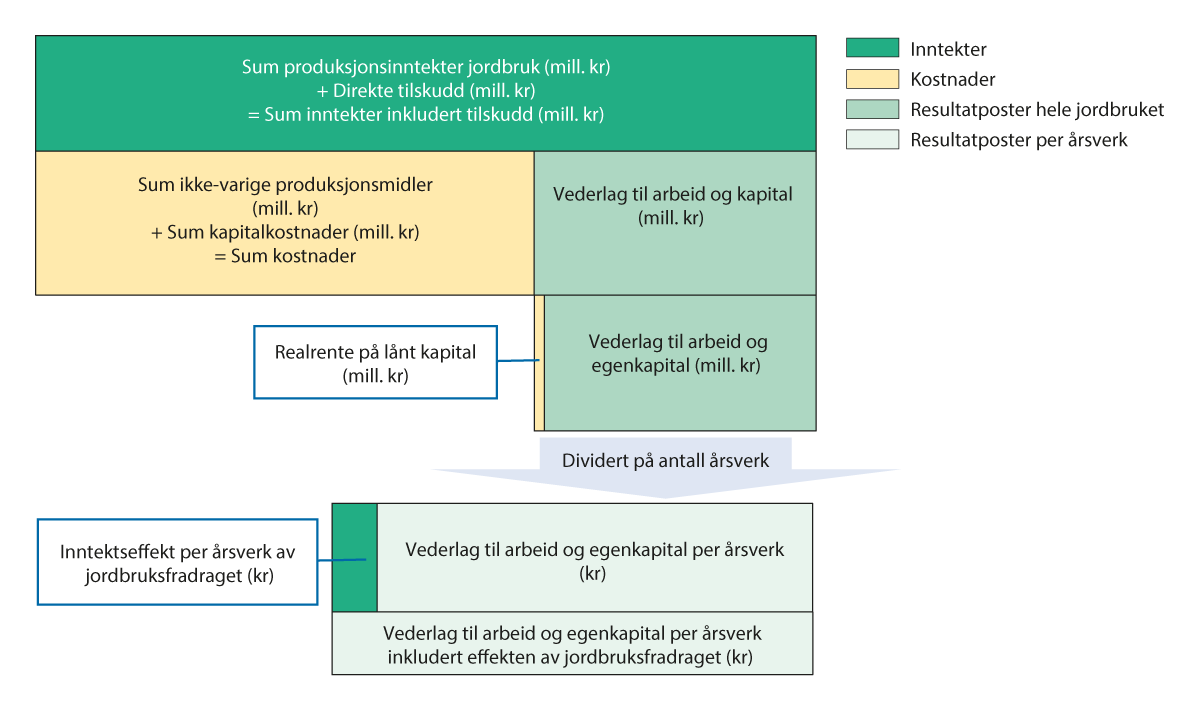 Sum produksjonsinntekter jordbruk (mill. kr)
+ Direkte tilskudd (mill. kr)
= Sum inntekter inkludert tilskudd (mill. kr)
Inntekter
Kostnader
Resultatposter hele jordbruket
Resultatposter per årsverk
Sum ikke-varige produksjonsmidler
(mill. kr)
+ Sum kapitalkostnader (mill. kr)
= Sum kostnader
Vederlag til arbeid og kapital
(mill. kr)
Realrente på lånt kapital
(mill. kr)
Vederlag til arbeid og
egenkapital (mill. kr)
Dividert på antall årsverk
Inntektseffekt per årsverk av
jordbruksfradraget (kr)
Vederlag til arbeid og egenkapital per årsverk
(kr)
Vederlag til arbeid og egenkapital per årsverk
inkludert effekten av jordbruksfradraget (kr)